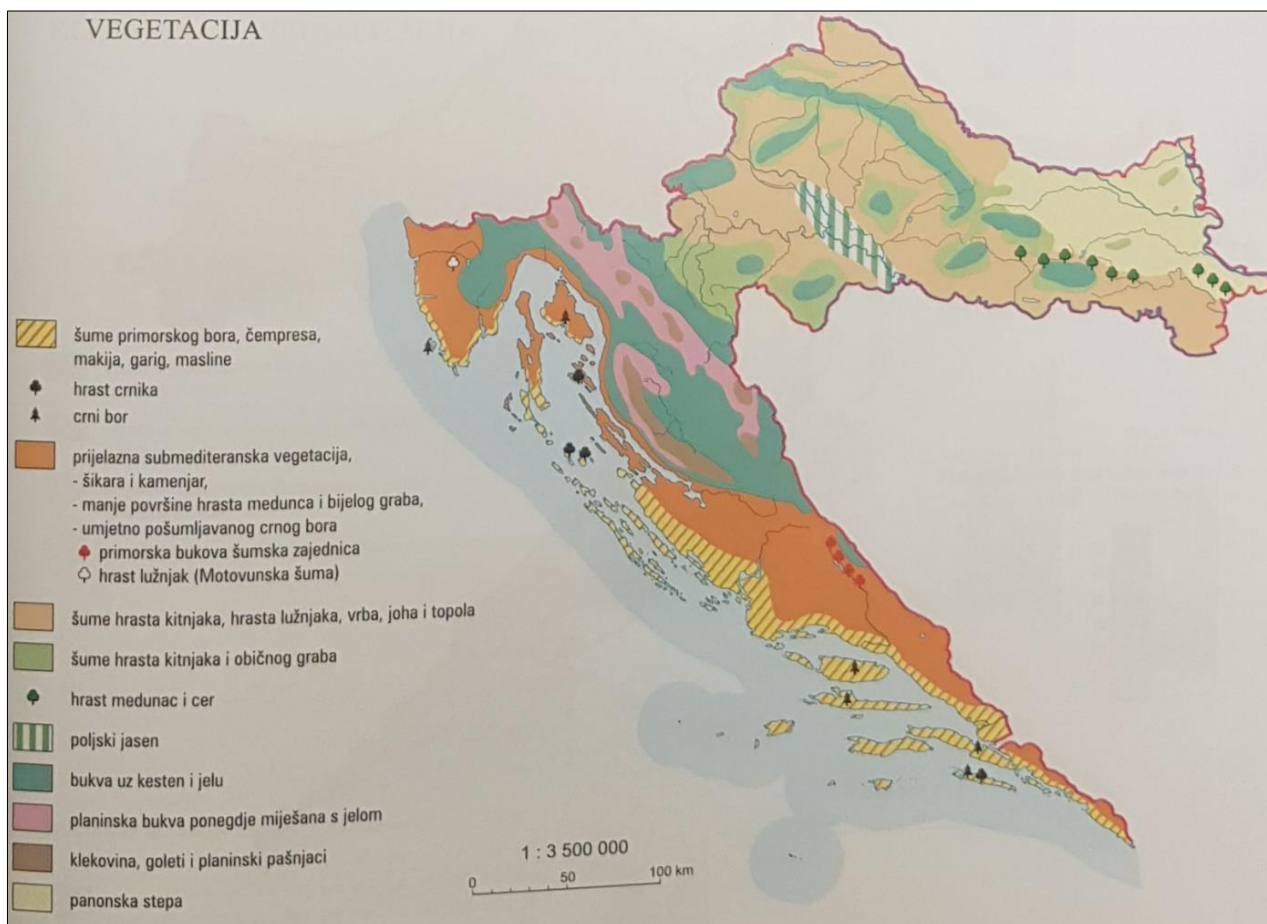 VEGETACIJA
šume primorskog bora, čempresa,
makija, garig, masline
hrast crnika
crni bor
prijelazna submediteranska vegetacija,
- šikara i kamenjar,
- manje površine hrasta medunca i bijelog graba,
- umjetno pošumljavanog crnog bora
primorska bukova šumska zajednica
hrast lužnjak (Motovunska šuma)
šume hrasta kitnjaka, hrasta lužnjaka, vrba, joha i topola
šume hrasta kitnjaka i običnog graba
hrast medunac i cer
poljski jasen
bukva uz kesten i jelu
planinska bukva ponegdje miješana s jelom
klekovina, goleti i planinski pašnjaci
panonska stepa
1 : 3 500 000
0 50 100 km